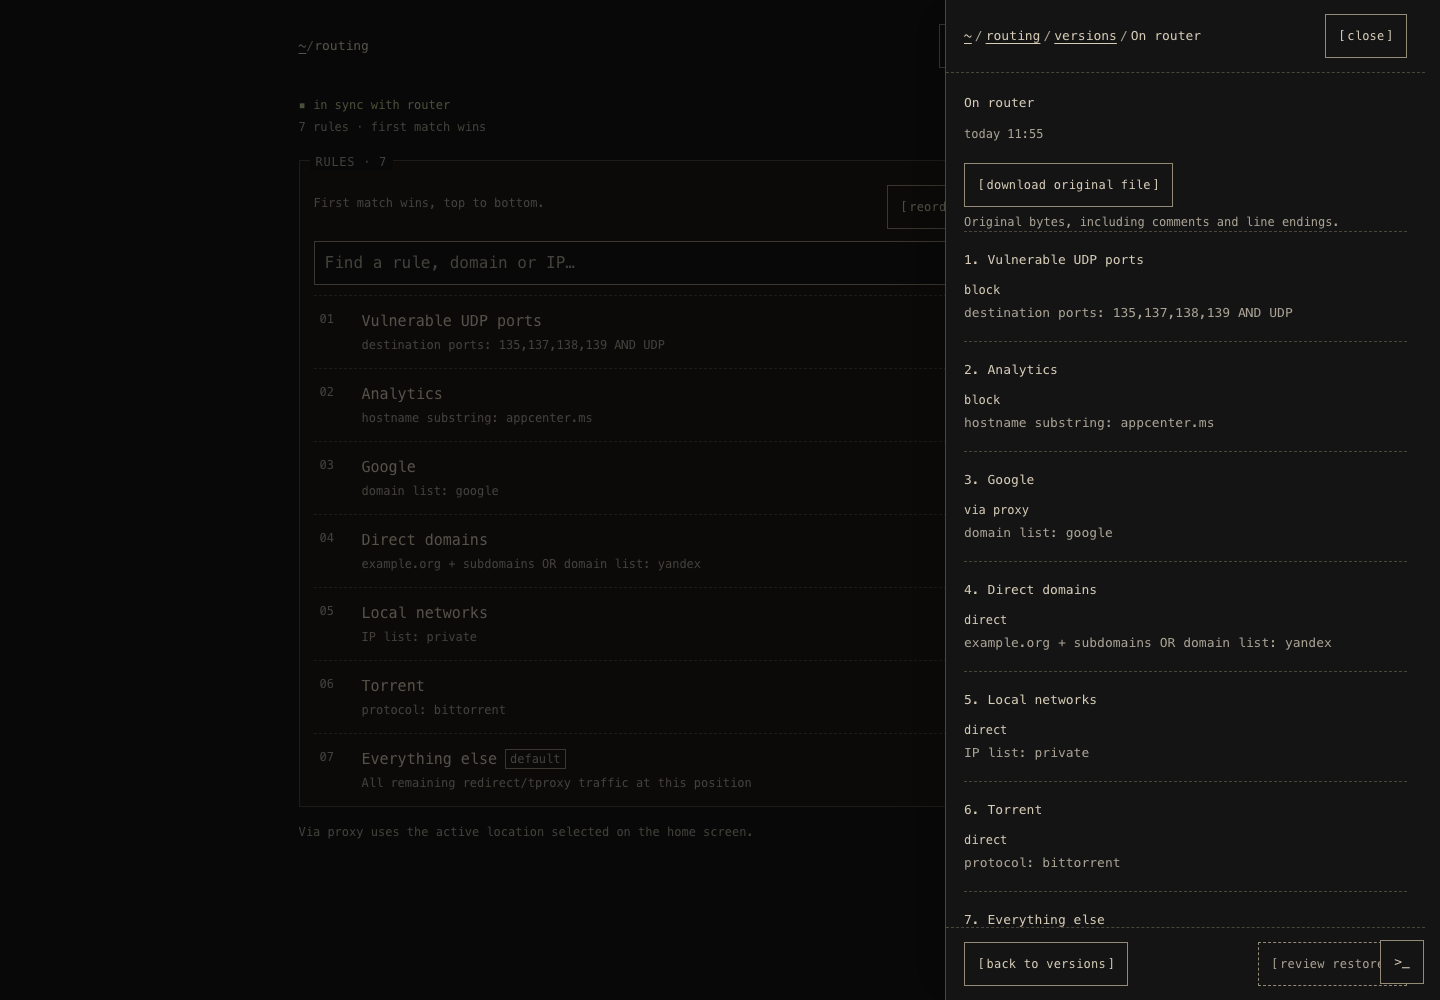 ~/routing
▪ in sync with router
7 rules · first match wins
RULES · 7
First match wins, top to bottom.
[reord
Find a rule, domain or IP…
01 Vulnerable UDP ports
destination ports: 135,137,138,139 AND UDP
02 Analytics
hostname substring: appcenter.ms
03 Google
domain list: google
04 Direct domains
example.org + subdomains OR domain list: yandex
05 Local networks
IP list: private
06 Torrent
protocol: bittorrent
07 Everything else default
All remaining redirect/tproxy traffic at this position
Via proxy uses the active location selected on the home screen.
~/routing/versions/On router
[close]
On router
today 11:55
[download original file]
Original bytes, including comments and line endings.
1. Vulnerable UDP ports
block
destination ports: 135,137,138,139 AND UDP
2. Analytics
block
hostname substring: appcenter.ms
3. Google
via proxy
domain list: google
4. Direct domains
direct
example.org + subdomains OR domain list: yandex
5. Local networks
direct
IP list: private
6. Torrent
direct
protocol: bittorrent
7. Everything else
[back to versions]
[review restore
>_